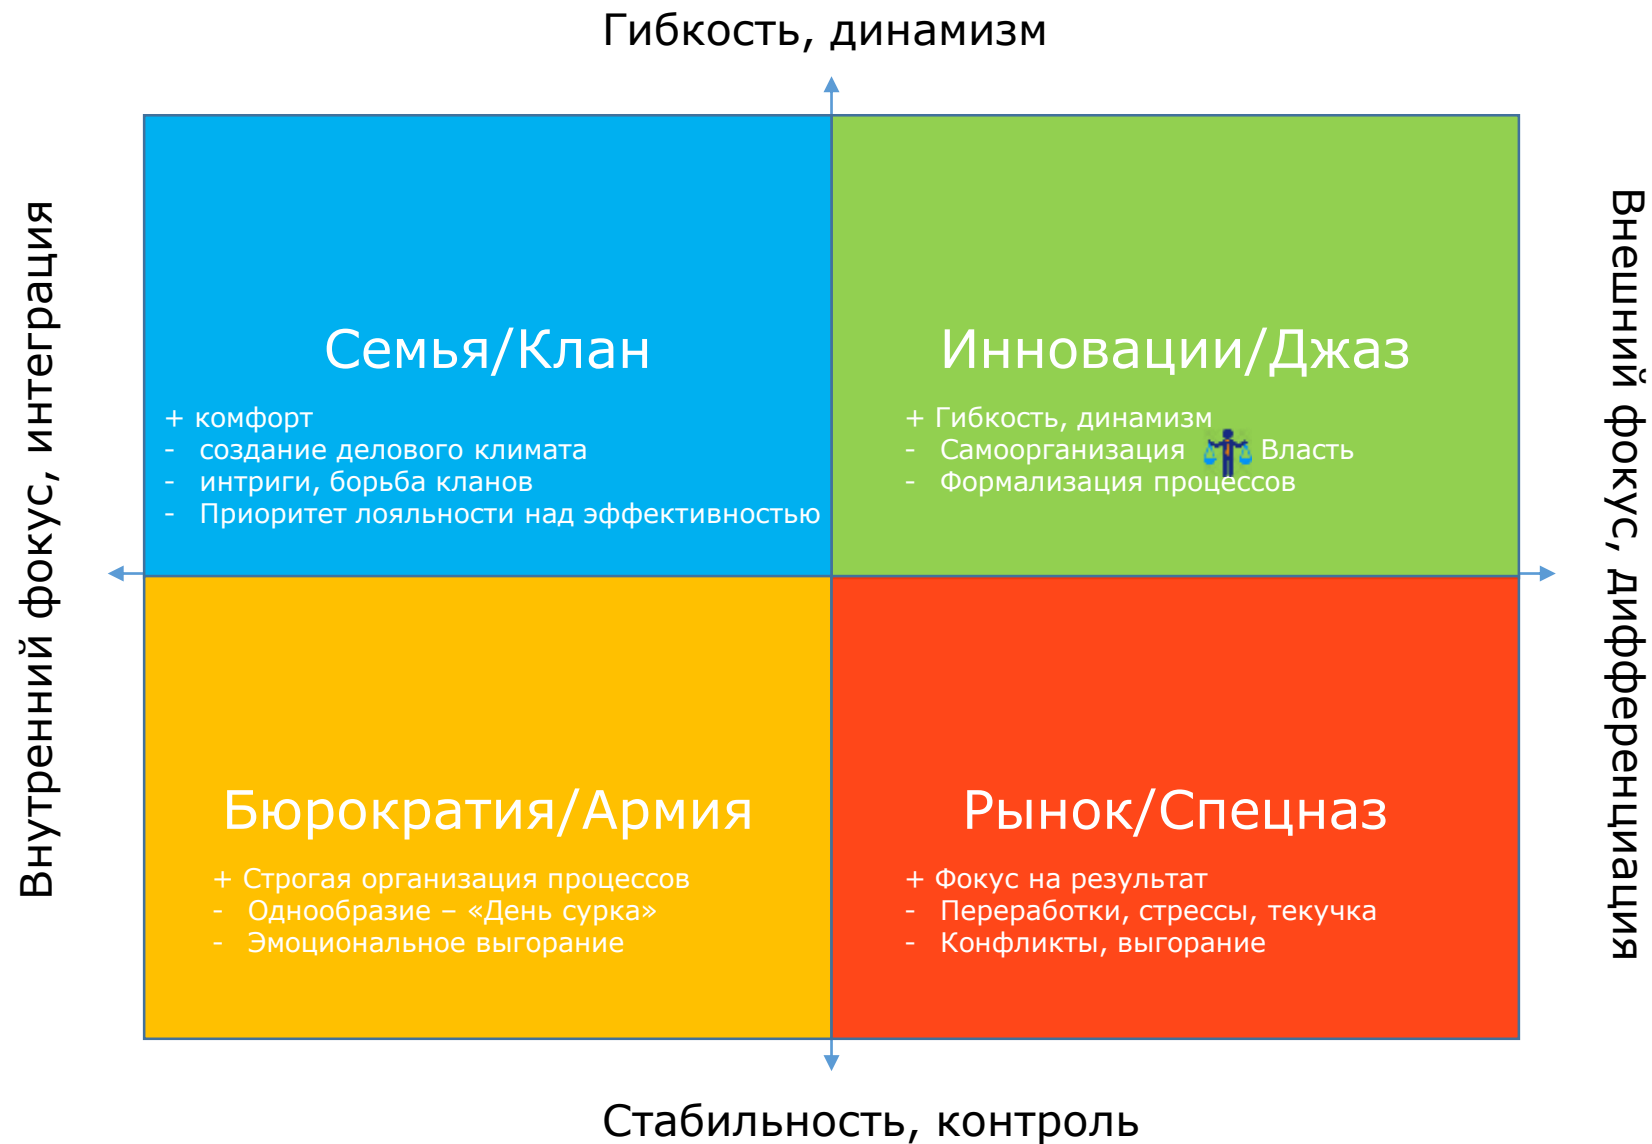 Гибкость, динамизм
Внутренний фокус, интеграция
Внешний фокус, дифференциация
Семья/Клан
+ комфорт
- создание делового климата
- интриги, борьба кланов
- Приоритет лояльности над эффективностью
Инновации/Джаз
+ Гибкость, динамизм
- Самоорганизация Власть
- Формализация процессов
Бюрократия/Армия
+ Строгая организация процессов
- Однообразие – «День сурка»
- Эмоциональное выгорание
Рынок/Спецназ
+ Фокус на результат
- Переработки, стрессы, текучка
- Конфликты, выгорание
Стабильность, контроль